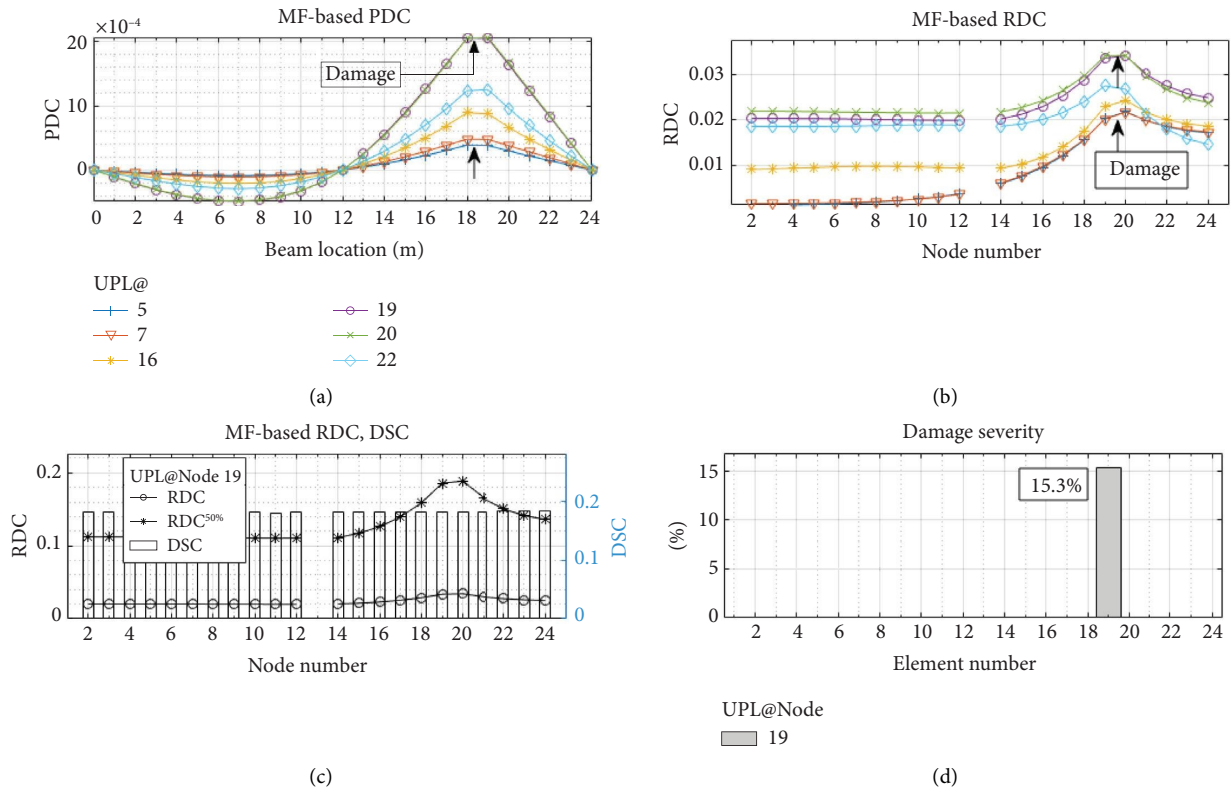 MF-based PDC
20 ×10⁻⁴
10
0
PDC
Damage
0 2 4 6 8 10 12 14 16 18 20 22 24
Beam location (m)
UPL@
5
7
16
19
20
22
(a)
MF-based RDC
0.03
0.02
0.01
RDC
Damage
2 4 6 8 10 12 14 16 18 20 22 24
Node number
(b)
MF-based RDC, DSC
0.2
0.1
0
RDC
UPL@Node 19
RDC
RDC⁵⁰%
DSC
0.2
0.1
0
DSC
2 4 6 8 10 12 14 16 18 20 22 24
Node number
(c)
Damage severity
15
10
5
0
(%)
15.3%
2 4 6 8 10 12 14 16 18 20 22 24
Element number
UPL@Node
19
(d)